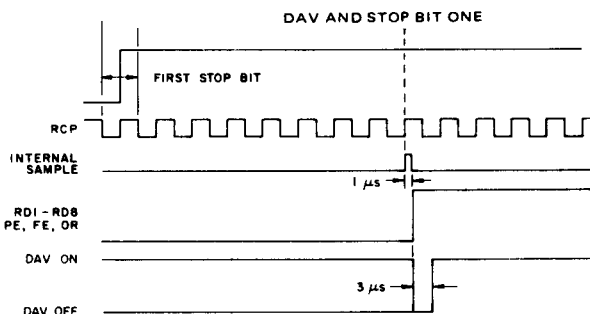 DAV AND STOP BIT ONE
FIRST STOP BIT
RCP
INTERNAL
SAMPLE
1 μs
RD1 - RD8
PE, FE, OR
DAV ON
3 μs
DAV OFF